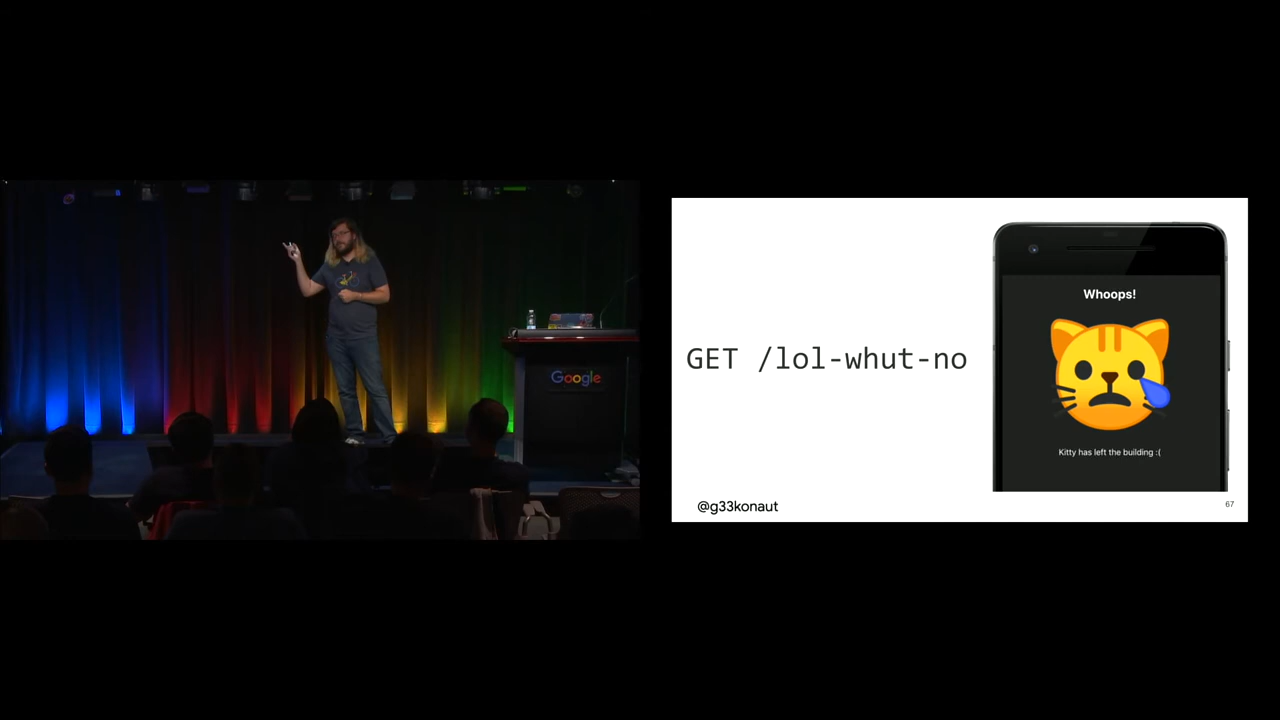 Google
GET /lol-whut-no
Whoops!
Kitty has left the building :(
@g33konaut
67